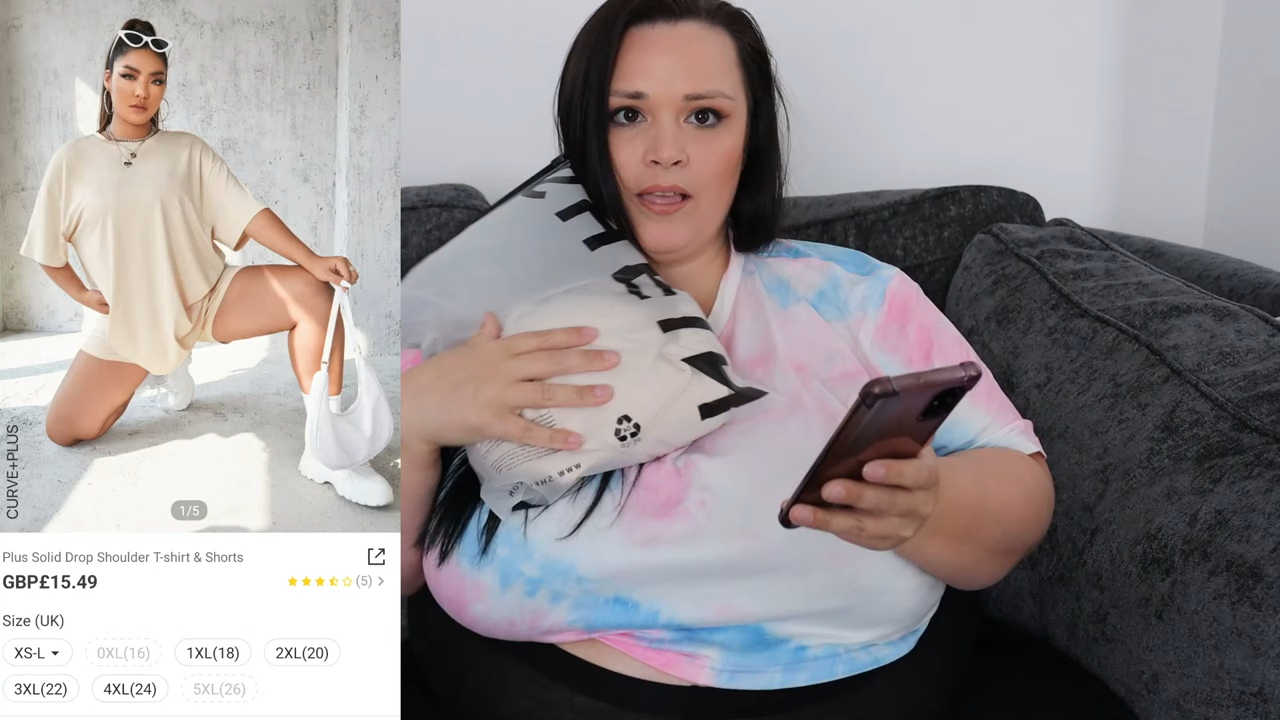 CURVE+PLUS
1/5
Plus Solid Drop Shoulder T-shirt & Shorts
GBP£15.49
(5)
Size (UK)
XS-L
0XL(16)
1XL(18)
2XL(20)
3XL(22)
4XL(24)
5XL(26)